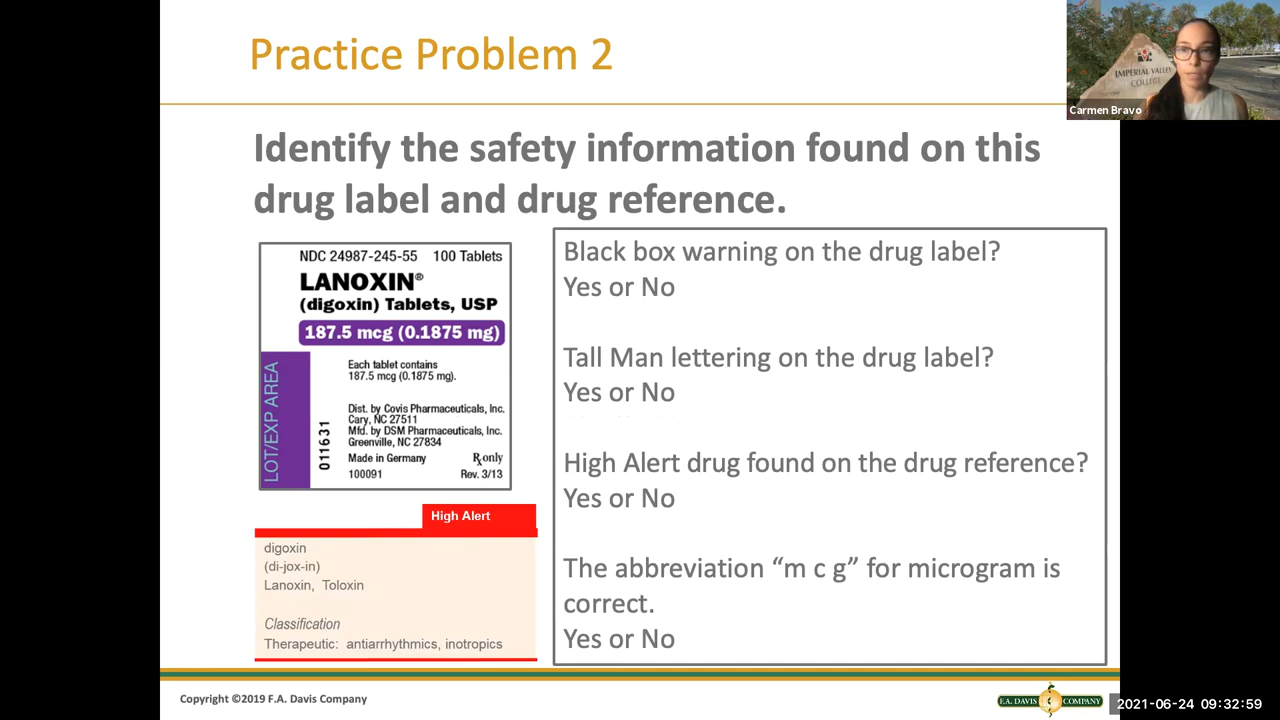 Practice Problem 2
IMPERIAL VALLEY
COLLEGE
Carmen Bravo
Identify the safety information found on this
drug label and drug reference.
NDC 24987-245-55 100 Tablets
LANOXIN®
(digoxin) Tablets, USP
187.5 mcg (0.1875 mg)
LOT/EXP AREA
011631
Each tablet contains
187.5 mcg (0.1875 mg).
Dist. by Covis Pharmaceuticals, Inc.
Cary, NC 27511
Mfd. by DSM Pharmaceuticals, Inc.
Greenville, NC 27834
Made in Germany ℞only
100091 Rev. 3/13
High Alert
digoxin
(di-jox-in)
Lanoxin, Toloxin
Classification
Therapeutic: antiarrhythmics, inotropics
Black box warning on the drug label?
Yes or No
Tall Man lettering on the drug label?
Yes or No
High Alert drug found on the drug reference?
Yes or No
The abbreviation “m c g” for microgram is
correct.
Yes or No
Copyright ©2019 F.A. Davis Company
F.A. DAVIS COMPANY
2021-06-24 09:32:59